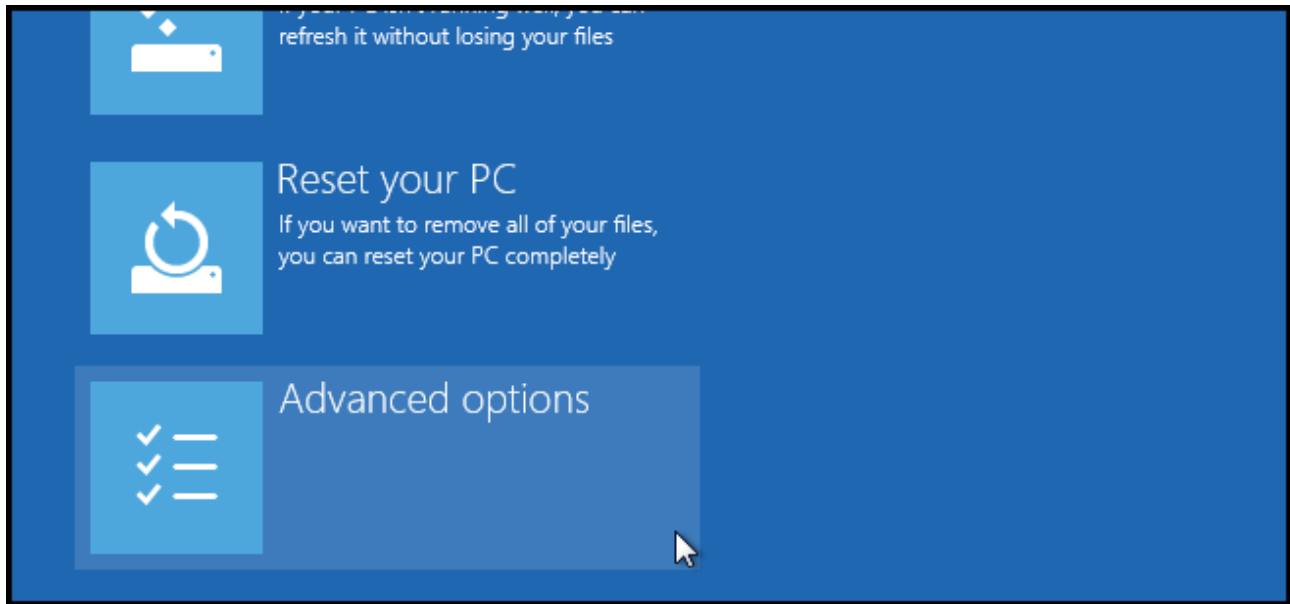 refresh it without losing your files
Reset your PC
If you want to remove all of your files,
you can reset your PC completely
Advanced options